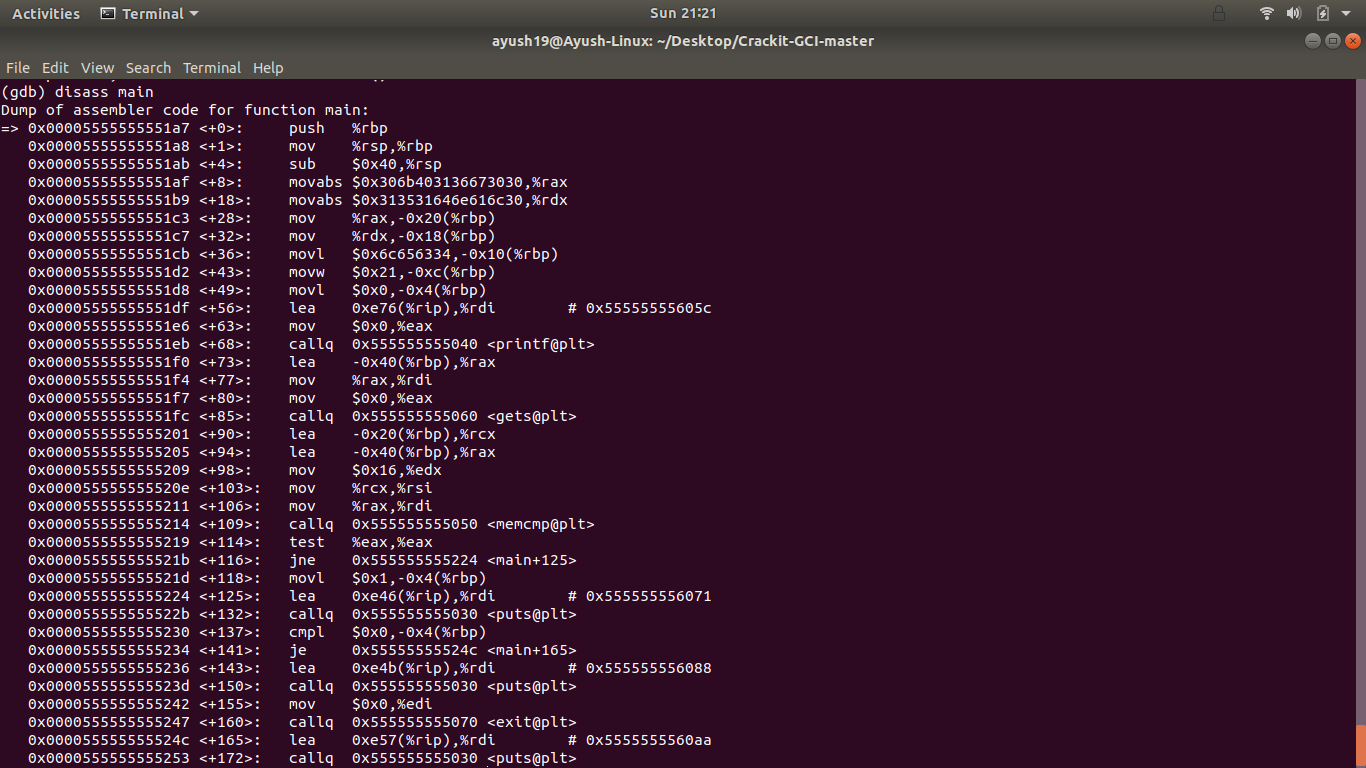 Activities Terminal Sun 21:21
ayush19@Ayush-Linux: ~/Desktop/Crackit-GCI-master
File Edit View Search Terminal Help
(gdb) disass main
Dump of assembler code for function main:
=> 0x00005555555551a7 <+0>: push %rbp
0x00005555555551a8 <+1>: mov %rsp,%rbp
0x00005555555551ab <+4>: sub $0x40,%rsp
0x00005555555551af <+8>: movabs $0x306b403136673030,%rax
0x00005555555551b9 <+18>: movabs $0x313531646e616c30,%rdx
0x00005555555551c3 <+28>: mov %rax,-0x20(%rbp)
0x00005555555551c7 <+32>: mov %rdx,-0x18(%rbp)
0x00005555555551cb <+36>: movl $0x6c656334,-0x10(%rbp)
0x00005555555551d2 <+43>: movw $0x21,-0xc(%rbp)
0x00005555555551d8 <+49>: movl $0x0,-0x4(%rbp)
0x00005555555551df <+56>: lea 0xe76(%rip),%rdi # 0x55555555605c
0x00005555555551e6 <+63>: mov $0x0,%eax
0x00005555555551eb <+68>: callq 0x555555555040 <printf@plt>
0x00005555555551f0 <+73>: lea -0x40(%rbp),%rax
0x00005555555551f4 <+77>: mov %rax,%rdi
0x00005555555551f7 <+80>: mov $0x0,%eax
0x00005555555551fc <+85>: callq 0x555555555060 <gets@plt>
0x0000555555555201 <+90>: lea -0x20(%rbp),%rcx
0x0000555555555205 <+94>: lea -0x40(%rbp),%rax
0x0000555555555209 <+98>: mov $0x16,%edx
0x000055555555520e <+103>: mov %rcx,%rsi
0x0000555555555211 <+106>: mov %rax,%rdi
0x0000555555555214 <+109>: callq 0x555555555050 <memcmp@plt>
0x0000555555555219 <+114>: test %eax,%eax
0x000055555555521b <+116>: jne 0x555555555224 <main+125>
0x000055555555521d <+118>: movl $0x1,-0x4(%rbp)
0x0000555555555224 <+125>: lea 0xe46(%rip),%rdi # 0x555555556071
0x000055555555522b <+132>: callq 0x555555555030 <puts@plt>
0x0000555555555230 <+137>: cmpl $0x0,-0x4(%rbp)
0x0000555555555234 <+141>: je 0x55555555524c <main+165>
0x0000555555555236 <+143>: lea 0xe4b(%rip),%rdi # 0x555555556088
0x000055555555523d <+150>: callq 0x555555555030 <puts@plt>
0x0000555555555242 <+155>: mov $0x0,%edi
0x0000555555555247 <+160>: callq 0x555555555070 <exit@plt>
0x000055555555524c <+165>: lea 0xe57(%rip),%rdi # 0x5555555560aa
0x0000555555555253 <+172>: callq 0x555555555030 <puts@plt>